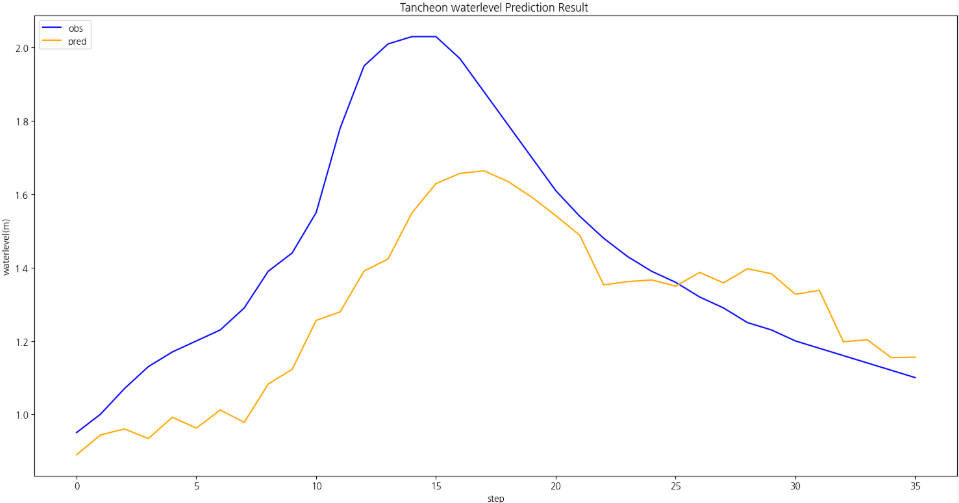 Tancheon waterlevel Prediction Result
obs
pred
2.0
1.8
1.6
1.4
1.2
1.0
waterlevel(m)
0 5 10 15 20 25 30 35
step